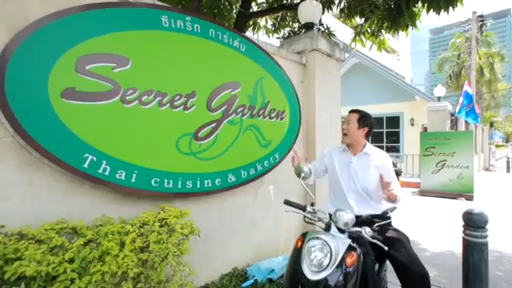 ซีเคร็ท การ์เด้น
Secret Garden
Thai cuisine & bakery
Secret
Garden